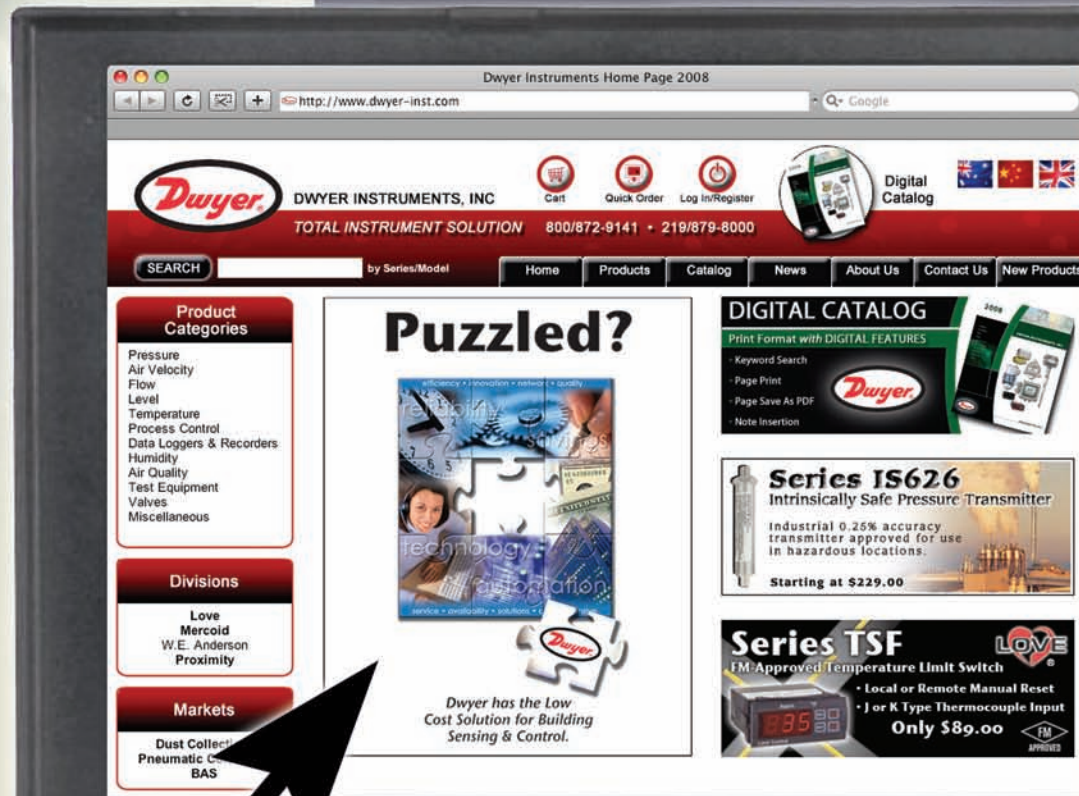 Dwyer Instruments Home Page 2008
http://www.dwyer-inst.com
Google
Dwyer
DWYER INSTRUMENTS, INC
Cart
Quick Order
Log In/Register
Digital
Catalog
TOTAL INSTRUMENT SOLUTION 800/872-9141 • 219/879-8000
SEARCH
by Series/Model
Home
Products
Catalog
News
About Us
Contact Us
New Products
Product
Categories
Pressure
Air Velocity
Flow
Level
Temperature
Process Control
Data Loggers & Recorders
Humidity
Air Quality
Test Equipment
Valves
Miscellaneous
Divisions
Love
Mercoid
W.E. Anderson
Proximity
Markets
Dust Collecti
Pneumatic
BAS
Puzzled?
efficiency • innovation • network • quality
reliability
savings
technology
automation
service • availability • solutions •
Dwyer
Dwyer has the Low
Cost Solution for Building
Sensing & Control.
DIGITAL CATALOG
Print Format with DIGITAL FEATURES
- Keyword Search
- Page Print
- Page Save As PDF
- Note Insertion
Dwyer
2008
Series IS626
Intrinsically Safe Pressure Transmitter
Industrial 0.25% accuracy
transmitter approved for use
in hazardous locations.
Starting at $229.00
Series TSF
LOVE
FM-Approved Temperature Limit Switch
• Local or Remote Manual Reset
• J or K Type Thermocouple Input
Only $89.00
FM
APPROVED